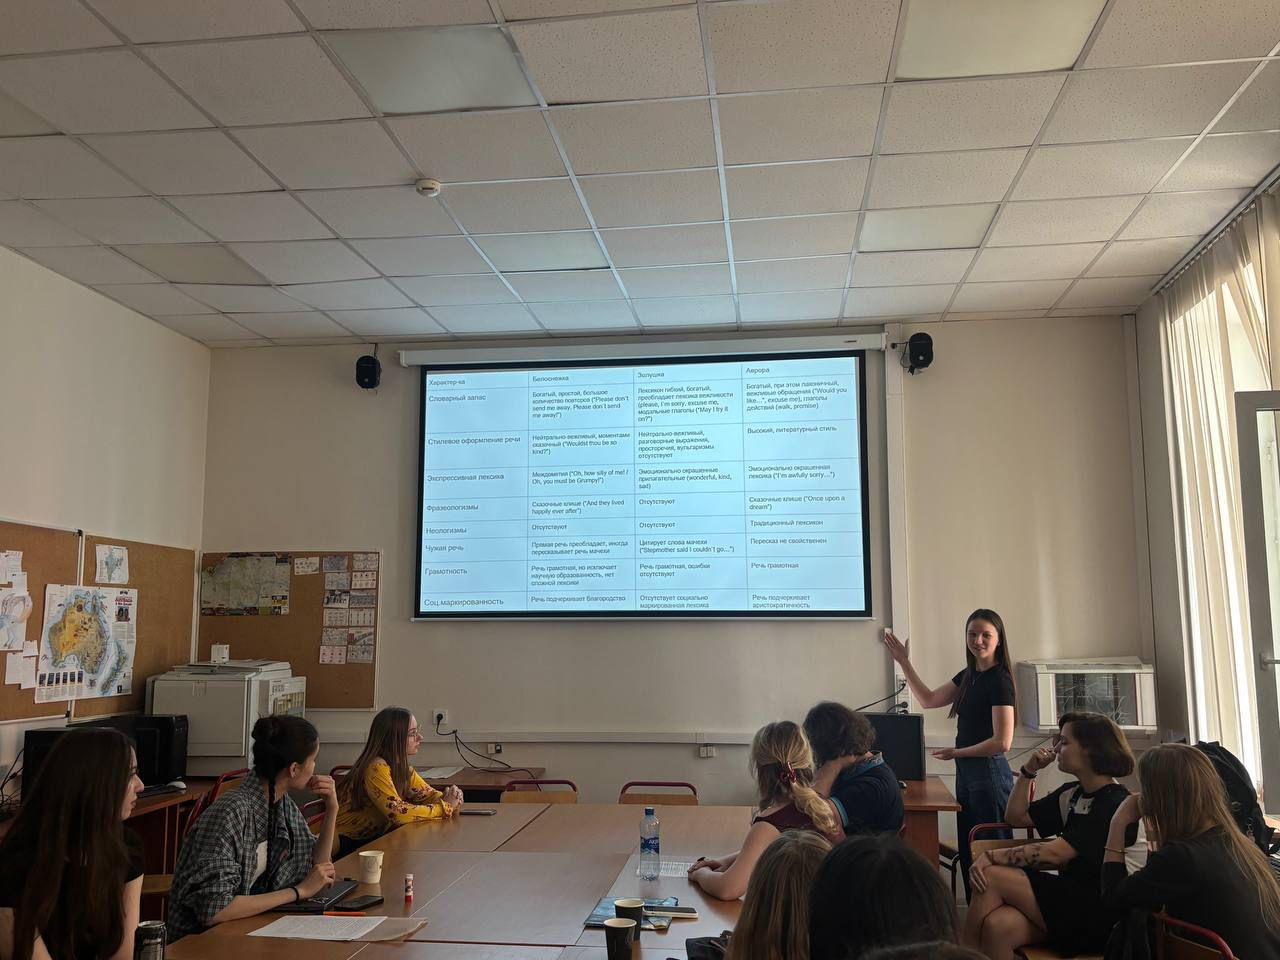 Характер-ка
Белоснежка
Золушка
Аврора
Словарный запас
Богатый, простой, большое
количество повторов ("Please don`t
send me away. Please don`t send
me away!")
Лексикон гибкий, богатый,
преобладает лексика вежливости
(please, I`m sorry, excuse me,
модальные глаголы ("May I try it
on?")
Богатый, при этом лаконичный,
вежливые обращения ("Would you
like...", excuse me), глаголы
действий (walk, promise)
Стилевое оформление речи
Нейтрально-вежливый, моментами
сказочный ("Wouldst thou be so
kind?")
Нейтрально-вежливый,
разговорные выражения,
просторечия, вульгаризмы
отсутствуют
Высокий, литературный стиль
Экспрессивная лексика
Междометия ("Oh, how silly of me! /
Oh, you must be Grumpy!")
Эмоционально окрашенные
прилагательные (wonderful, kind,
sad)
Эмоционально окрашенная
лексика ("I'm awfully sorry...")
Фразеологизмы
Сказочные клише ("And they lived
happily ever after")
Отсутствуют
Сказочные клише ("Once upon a
dream")
Неологизмы
Отсутствуют
Отсутствуют
Традиционный лексикон
Чужая речь
Прямая речь преобладает, иногда
пересказывает речь мачехи
Цитирует слова мачехи
("Stepmother said I couldn`t go...")
Пересказ не свойственен
Грамотность
Речь грамотная, но исключает
научную образованность, нет
сложной лексики
Речь грамотная, ошибки
отсутствуют
Речь грамотная
Соц.маркированность
Речь подчеркивает благородство
Отсутствует социально
маркированная лексика
Речь подчеркивает
аристократичность